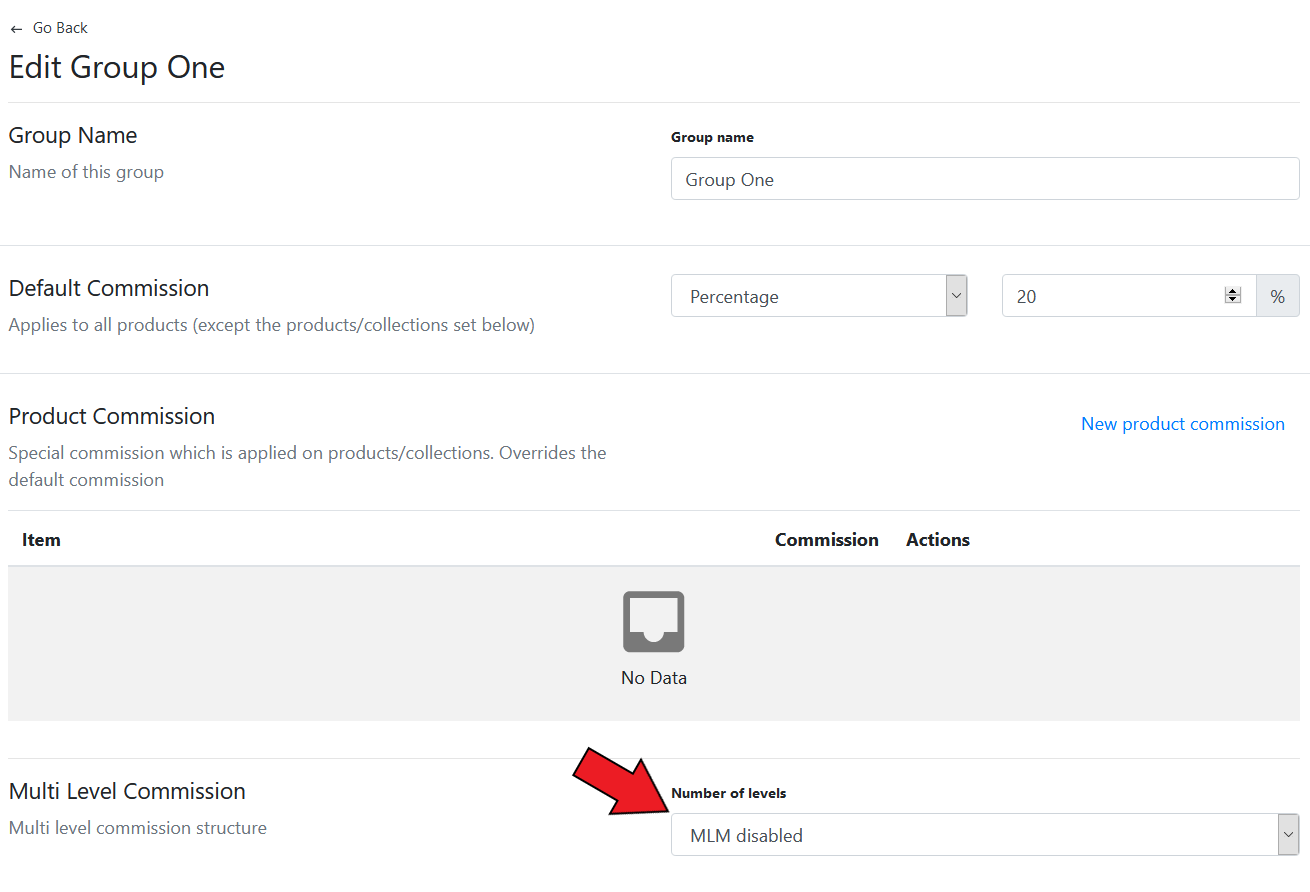 ← Go Back
Edit Group One
Group Name
Name of this group
Group name
Group One
Default Commission
Applies to all products (except the products/collections set below)
Percentage
20
%
Product Commission
Special commission which is applied on products/collections. Overrides the
default commission
New product commission
Item Commission Actions
No Data
Multi Level Commission
Multi level commission structure
Number of levels
MLM disabled